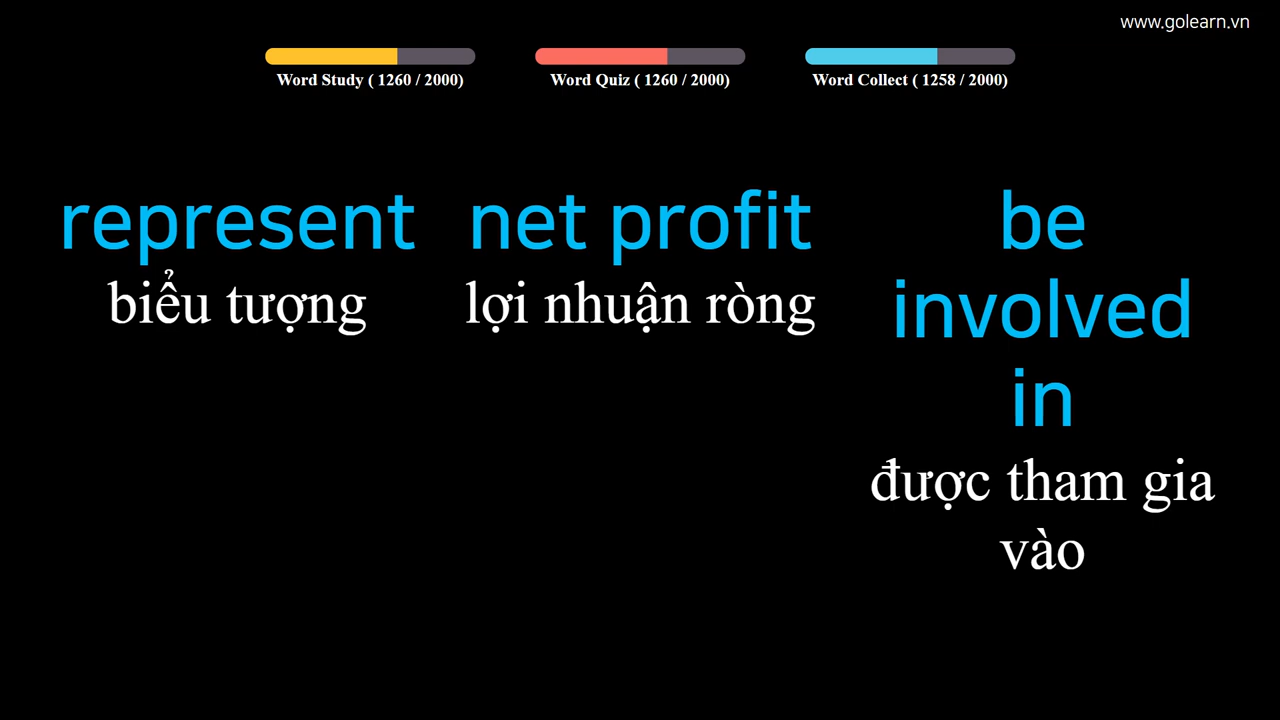 www.golearn.vn
Word Study ( 1260 / 2000)
Word Quiz ( 1260 / 2000)
Word Collect ( 1258 / 2000)
represent
biểu tượng
net profit
lợi nhuận ròng
be
involved
in
được tham gia
vào